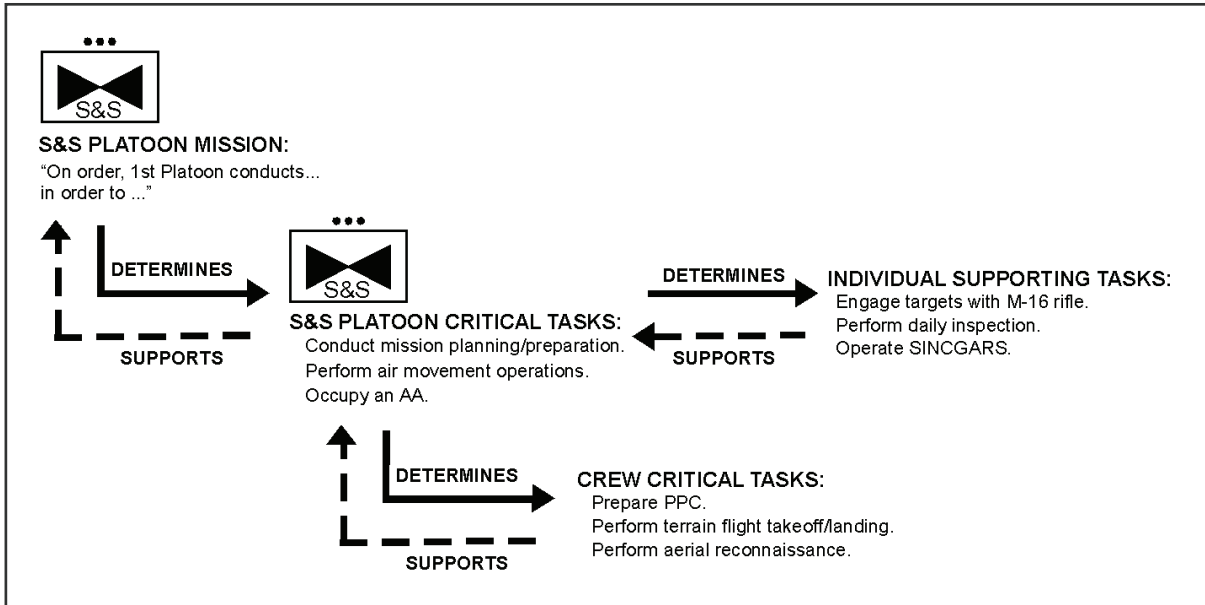 S&S
S&S PLATOON MISSION:
“On order, 1st Platoon conducts...
in order to ...”
DETERMINES
SUPPORTS
S&S
S&S PLATOON CRITICAL TASKS:
Conduct mission planning/preparation.
Perform air movement operations.
Occupy an AA.
DETERMINES
SUPPORTS
INDIVIDUAL SUPPORTING TASKS:
Engage targets with M-16 rifle.
Perform daily inspection.
Operate SINCGARS.
DETERMINES
SUPPORTS
CREW CRITICAL TASKS:
Prepare PPC.
Perform terrain flight takeoff/landing.
Perform aerial reconnaissance.